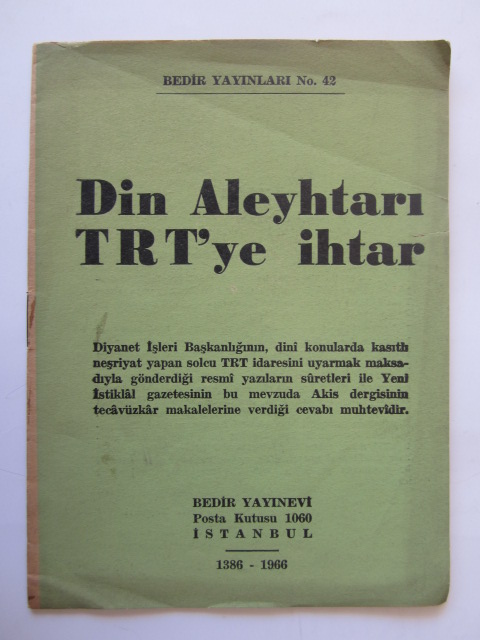 BEDİR YAYINLARI No. 42
Din Aleyhtarı
TRT'ye ihtar
Diyanet İşleri Başkanlığının, dinî konularda kasıtlı
neşriyat yapan solcu TRT idaresini uyarmak maksa-
dıyla gönderdiği resmî yazıların sûretleri ile Yeni
İstiklâl gazetesinin bu mevzuda Akis dergisinin
tecâvüzkâr makalelerine verdiği cevabı muhtevîdir.
BEDİR YAYINEVİ
Posta Kutusu 1060
İSTANBUL
1386 - 1966